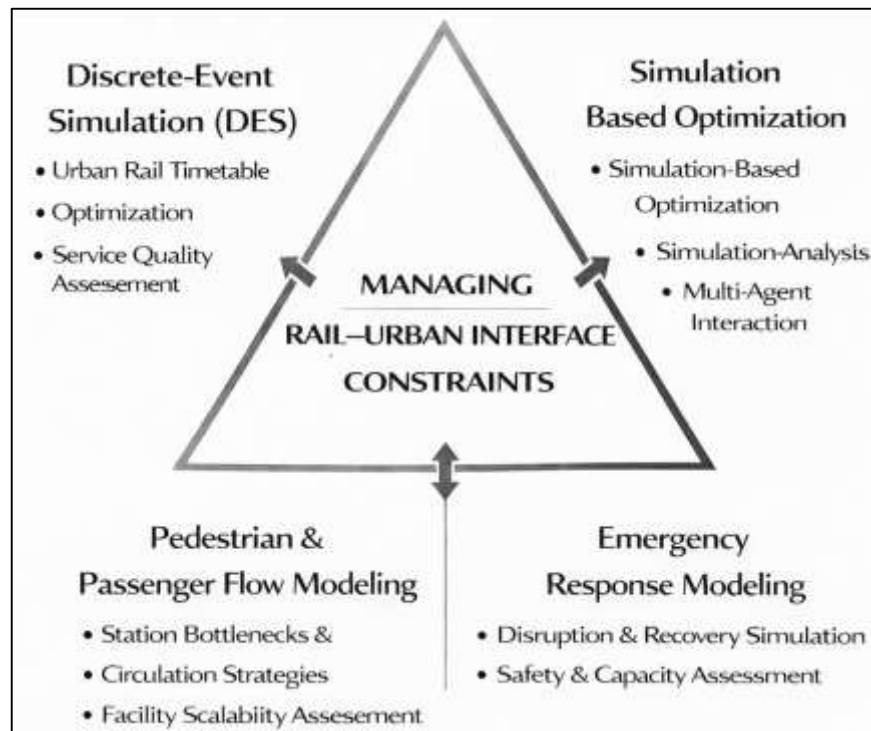 Discrete-Event
Simulation (DES)
• Urban Rail Timetable
• Optimization
• Service Quality
Assesement
Simulation
Based Optimization
• Simulation-Based
Optimization
• Simulation-Analysis
• Multi-Agent
Interaction
MANAGING
RAIL–URBAN INTERFACE
CONSTRAINTS
Pedestrian &
Passenger Flow Modeling
• Station Bottlenecks &
• Circulation Strategies
• Facility Scalabiity Assesement
Emergency
Response Modeling
• Disruption & Recovery Simulation
• Safety & Capacity Assessment